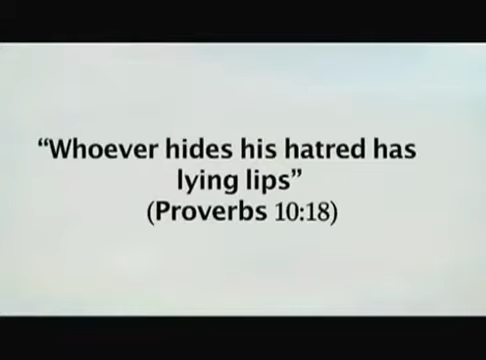 “Whoever hides his hatred has
lying lips”
(Proverbs 10:18)